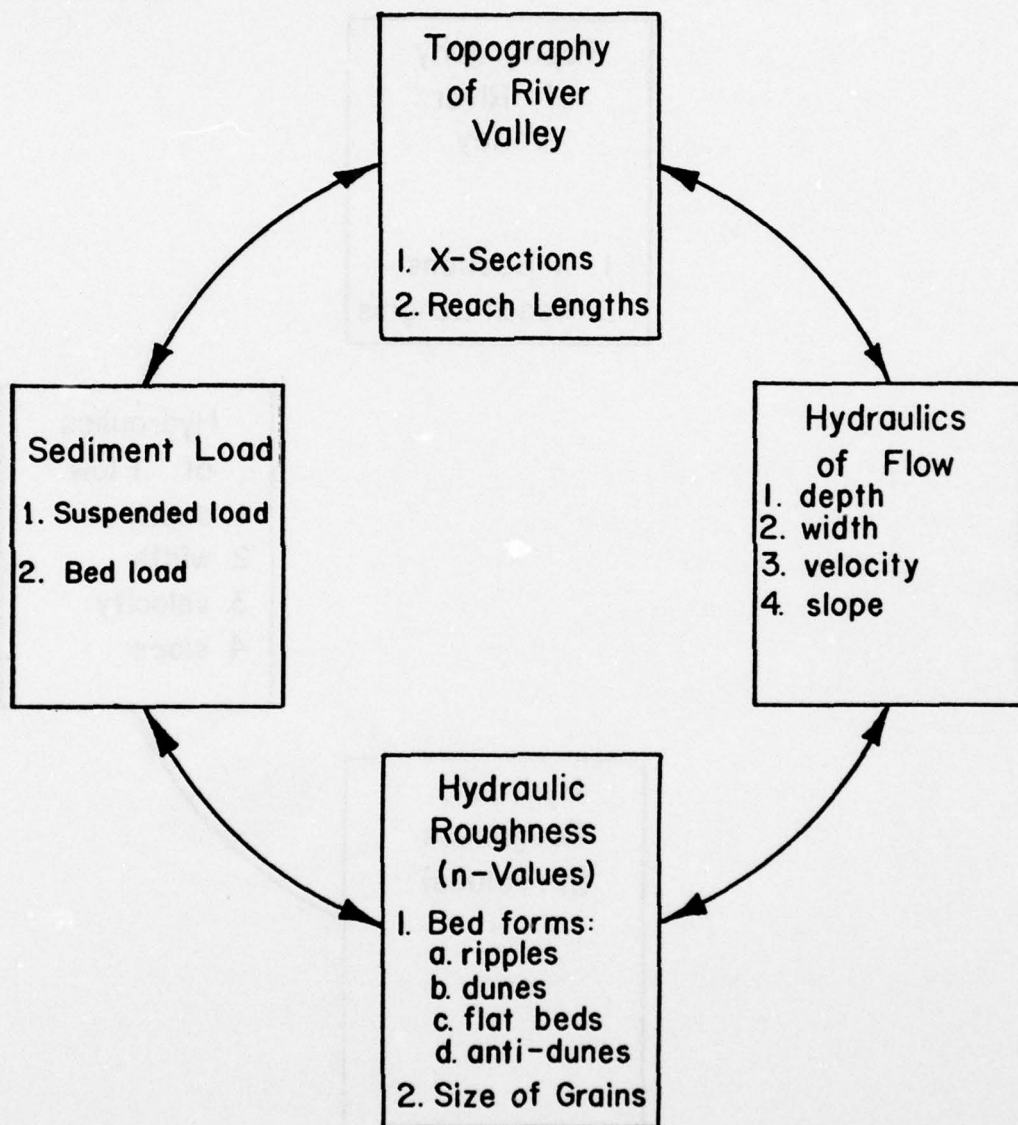 Topography
of River
Valley
1. X-Sections
2. Reach Lengths
Sediment Load
1. Suspended load
2. Bed load
Hydraulics
of Flow
1. depth
2. width
3. velocity
4. slope
Hydraulic
Roughness
(n-Values)
1. Bed forms:
a. ripples
b. dunes
c. flat beds
d. anti-dunes
2. Size of Grains